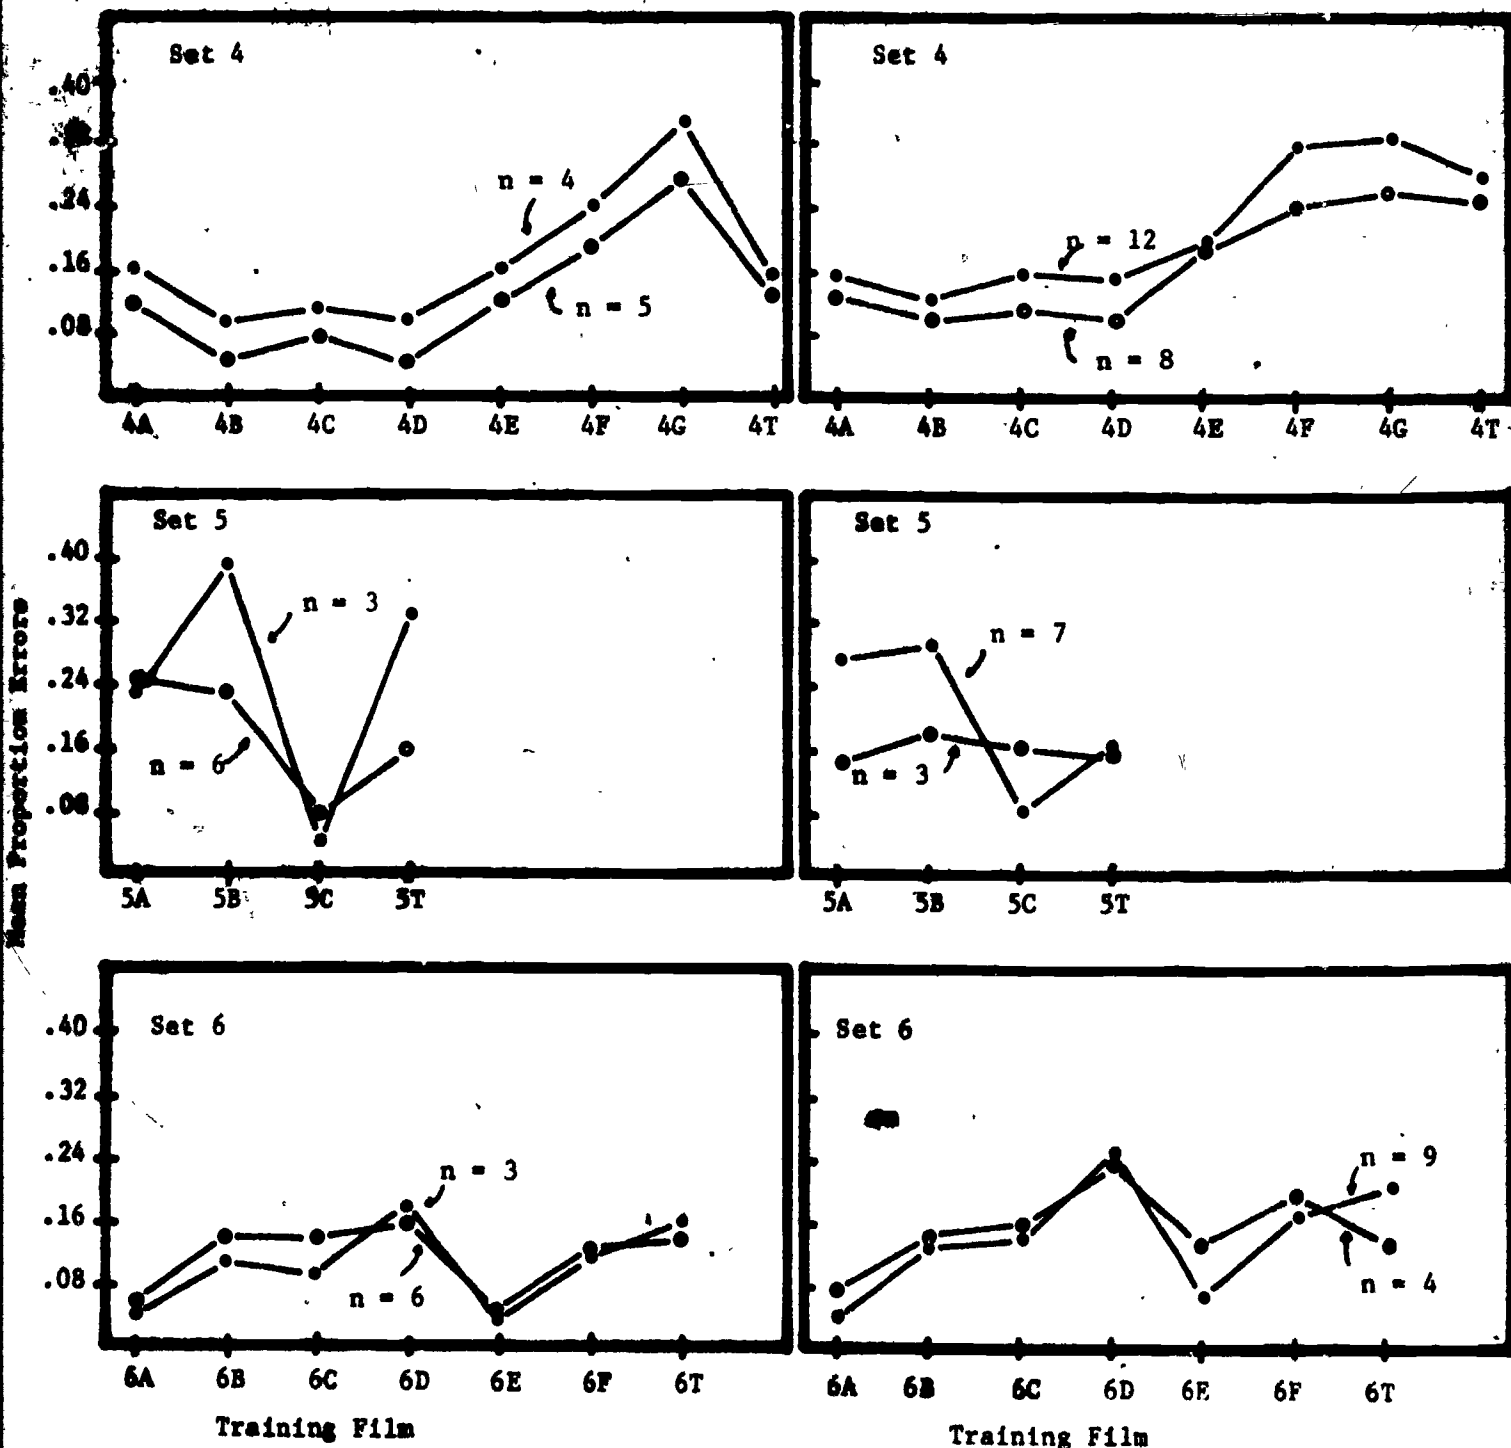 Set 4
.40
.24
.16
.08
n = 4
n = 5
4A 4B 4C 4D 4E 4F 4G 4T
Set 4
n = 12
n = 8
4A 4B 4C 4D 4E 4F 4G 4T
Mean Proportion Errors
Set 5
.40
.32
.24
.16
.08
n = 3
n = 6
5A 5B 5C 5T
Set 5
n = 7
n = 3
5A 5B 5C 5T
Set 6
.40
.32
.24
.16
.08
n = 3
n = 6
6A 6B 6C 6D 6E 6F 6T
Training Film
Set 6
n = 9
n = 4
6A 6B 6C 6D 6E 6F 6T
Training Film